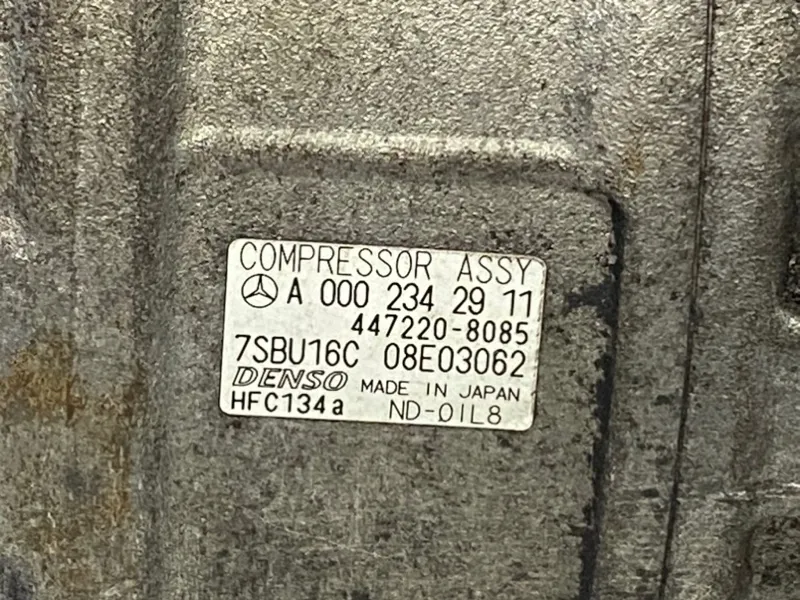 COMPRESSOR ASSY
A 000 234 29 11
447220-8085
7SBU16C 08E03062
DENSO MADE IN JAPAN
HFC134a ND-OIL8